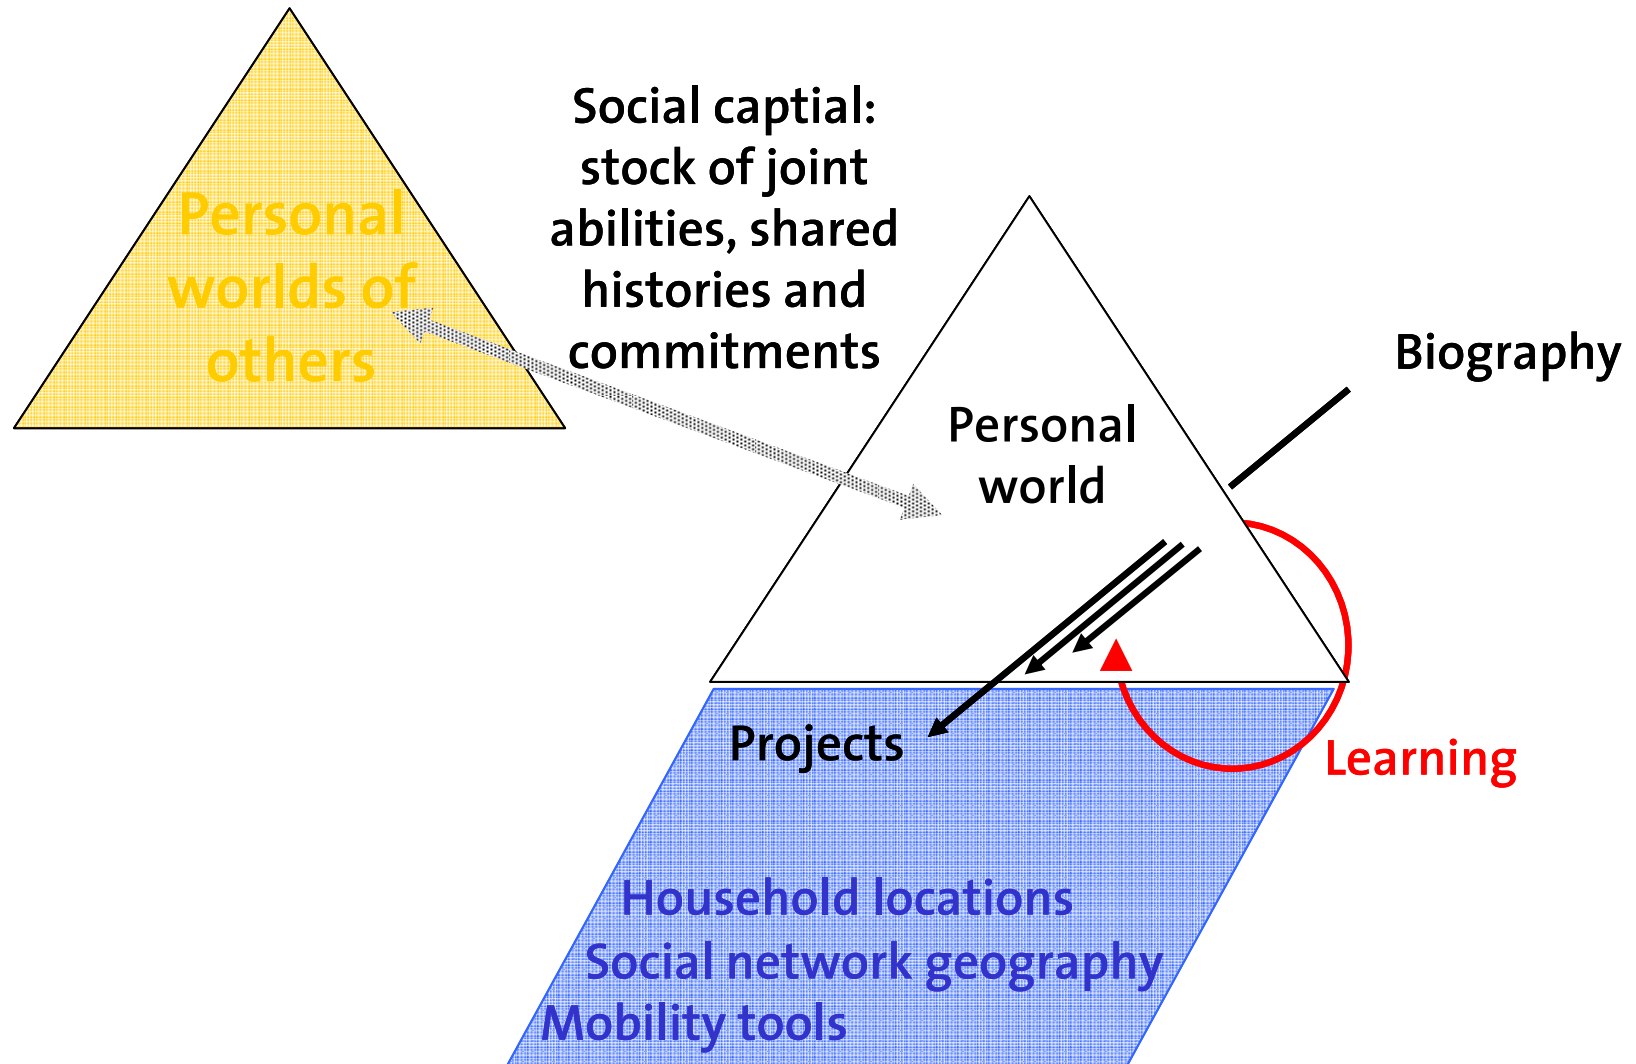 Personal
worlds of
others
Social captial:
stock of joint
abilities, shared
histories and
commitments
Biography
Personal
world
Projects
Learning
Household locations
Social network geography
Mobility tools